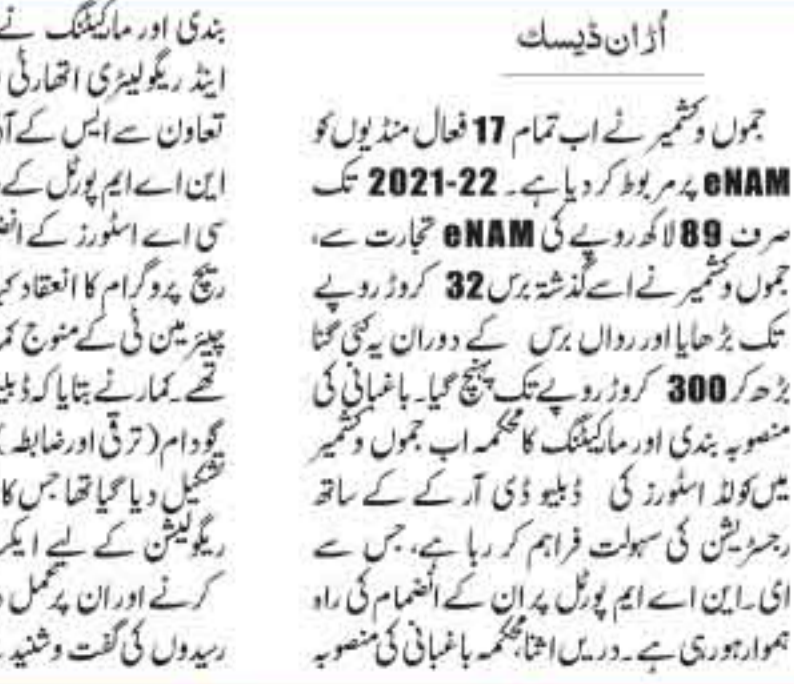 اُڑان ڈیسک
جموں وکشمیر نے اب تمام 17 فعال منڈیوں کو
eNAM پر مربوط کر دیا ہے۔ 2021-22 تک
صرف 89 لاکھ روپے کی eNAM تجارت سے،
جموں وکشمیر نے اسے گذشتہ برس 32 کروڑ روپے
تک بڑھایا اور رواں برس کے دوران یہ کئی گنا
بڑھ کر 300 کروڑ روپے تک پہنچ گیا۔ باغبانی کی
منصوبہ بندی اور مارکیٹنگ کا محکمہ اب جموں وکشمیر
میں کولڈ اسٹورز کی ڈبلیو ڈی آر کے کے ساتھ
رجسٹریشن کی سہولت فراہم کر رہا ہے، جس سے
ای۔این اے ایم پورٹل پر ان کے انضمام کی راہ
ہموار ہورہی ہے۔ دریں اثنا، محکمہ باغبانی کی منصوبہ
بندی اور مارکیٹنگ نے
اینڈ ریگولیٹری اتھارٹی
تعاون سے ایس کے آ
این اے ایم پورٹل کے
سی اے اسٹورز کے انض
ریچ پروگرام کا انعقاد کی
چیئرمین ٹی کے منوج کم
تھے۔ کمار نے بتایا کہ ڈبلی
گودام (ترقی اور ضابطہ)
تشکیل دیا گیا تھا جس کا
ریگولیشن کے لیے ایکر
کرنے اور ان پر عمل د
رسیدوں کی گفت وشنید